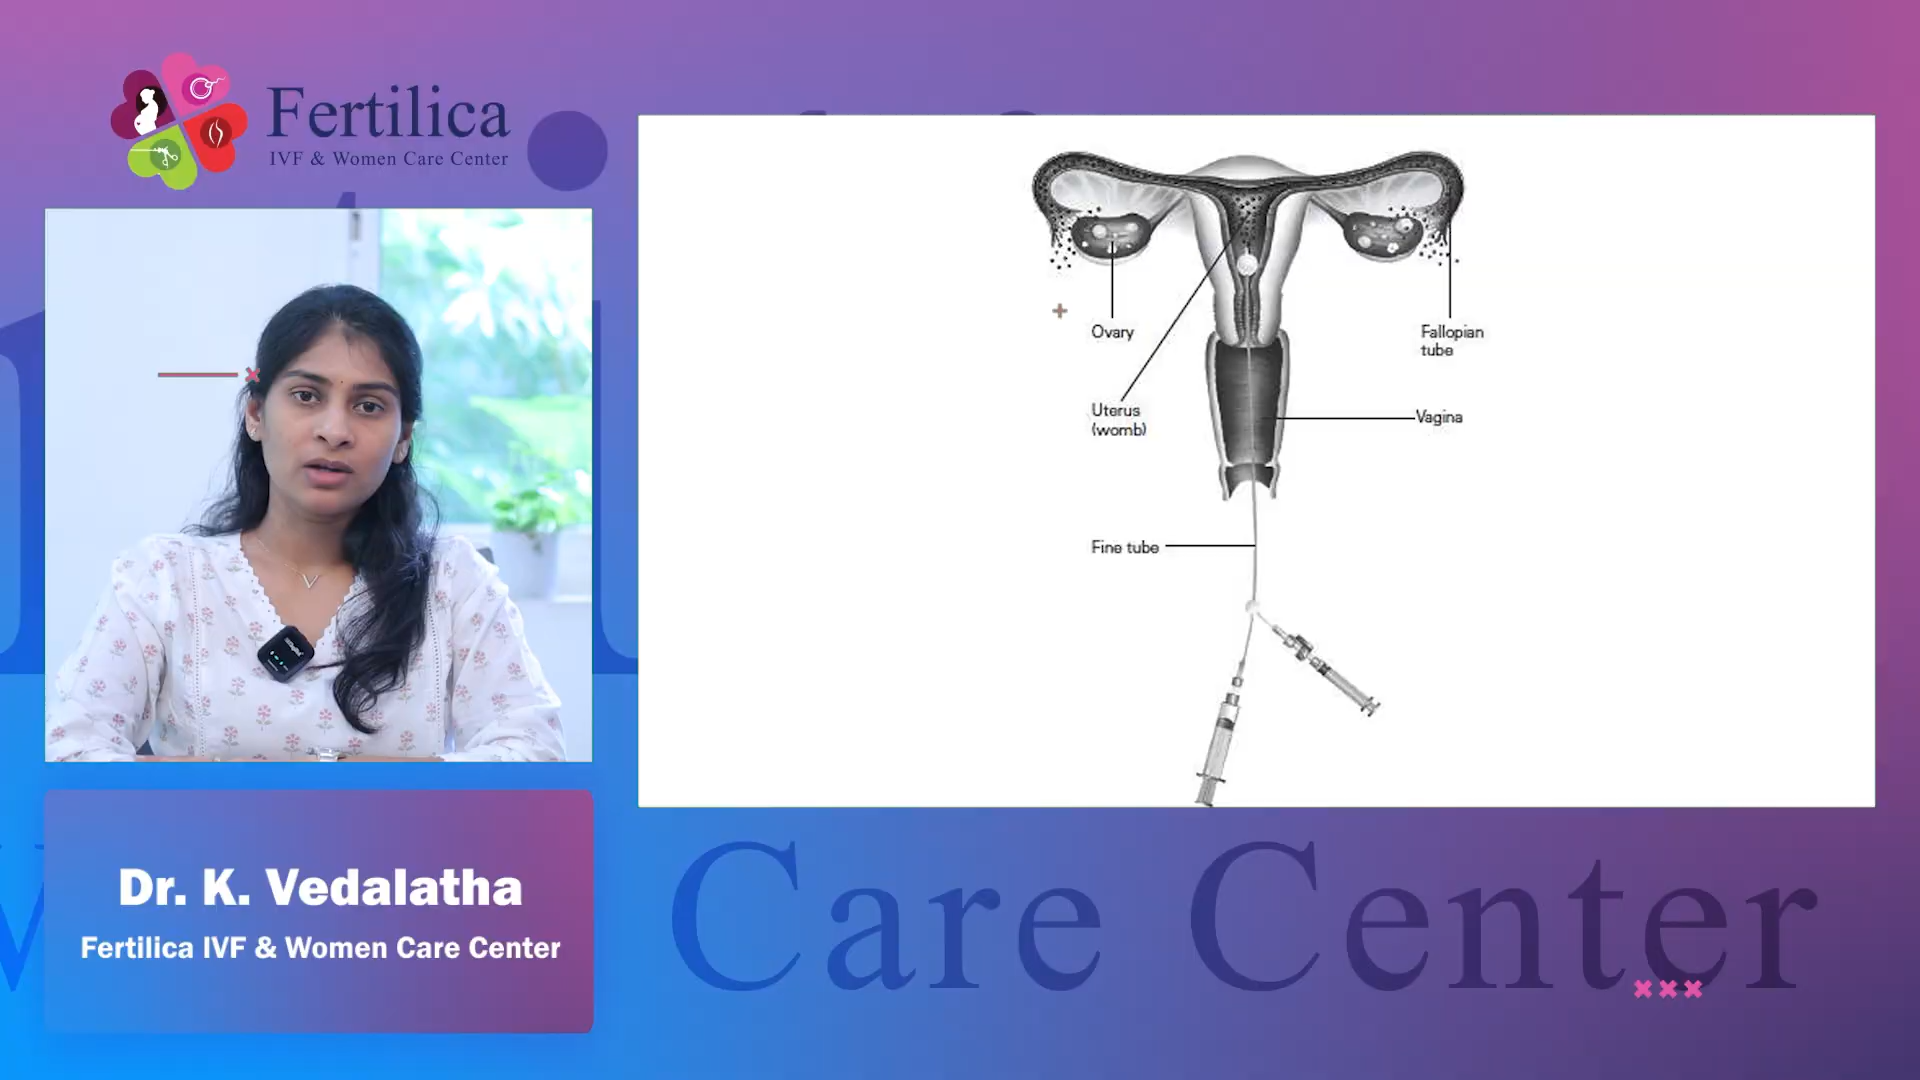 Fertilica
IVF & Women Care Center
Ovary
Fallopian
tube
Uterus
(womb)
Vagina
Fine tube
Dr. K. Vedalatha
Fertilica IVF & Women Care Center
Care Center